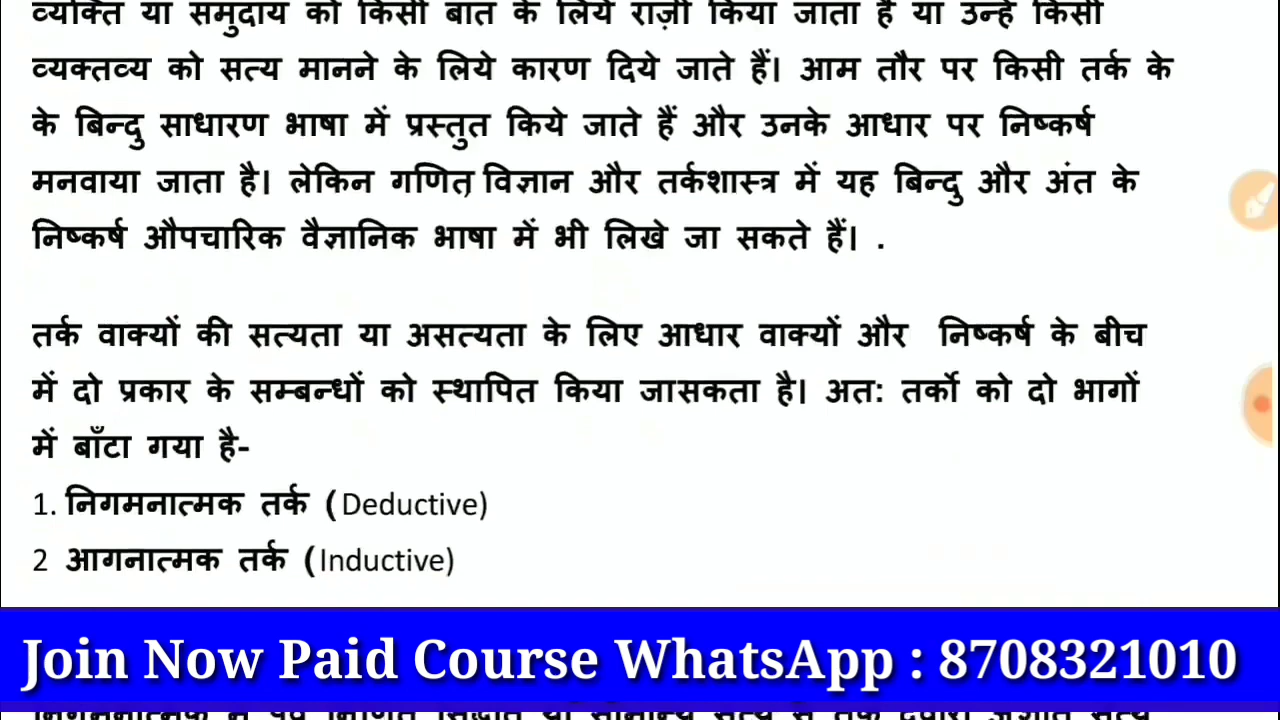 व्यक्ति या समुदाय को किसी बात के लिये राज़ी किया जाता है या उन्हें किसी
व्यक्तव्य को सत्य मानने के लिये कारण दिये जाते हैं। आम तौर पर किसी तर्क के
के बिन्दु साधारण भाषा में प्रस्तुत किये जाते हैं और उनके आधार पर निष्कर्ष
मनवाया जाता है। लेकिन गणित, विज्ञान और तर्कशास्त्र में यह बिन्दु और अंत के
निष्कर्ष औपचारिक वैज्ञानिक भाषा में भी लिखे जा सकते हैं। .
तर्क वाक्यों की सत्यता या असत्यता के लिए आधार वाक्यों और निष्कर्ष के बीच
में दो प्रकार के सम्बन्धों को स्थापित किया जासकता है। अत: तर्को को दो भागों
में बाँटा गया है-
1. निगमनात्मक तर्क (Deductive)
2 आगनात्मक तर्क (Inductive)
Join Now Paid Course WhatsApp : 8708321010